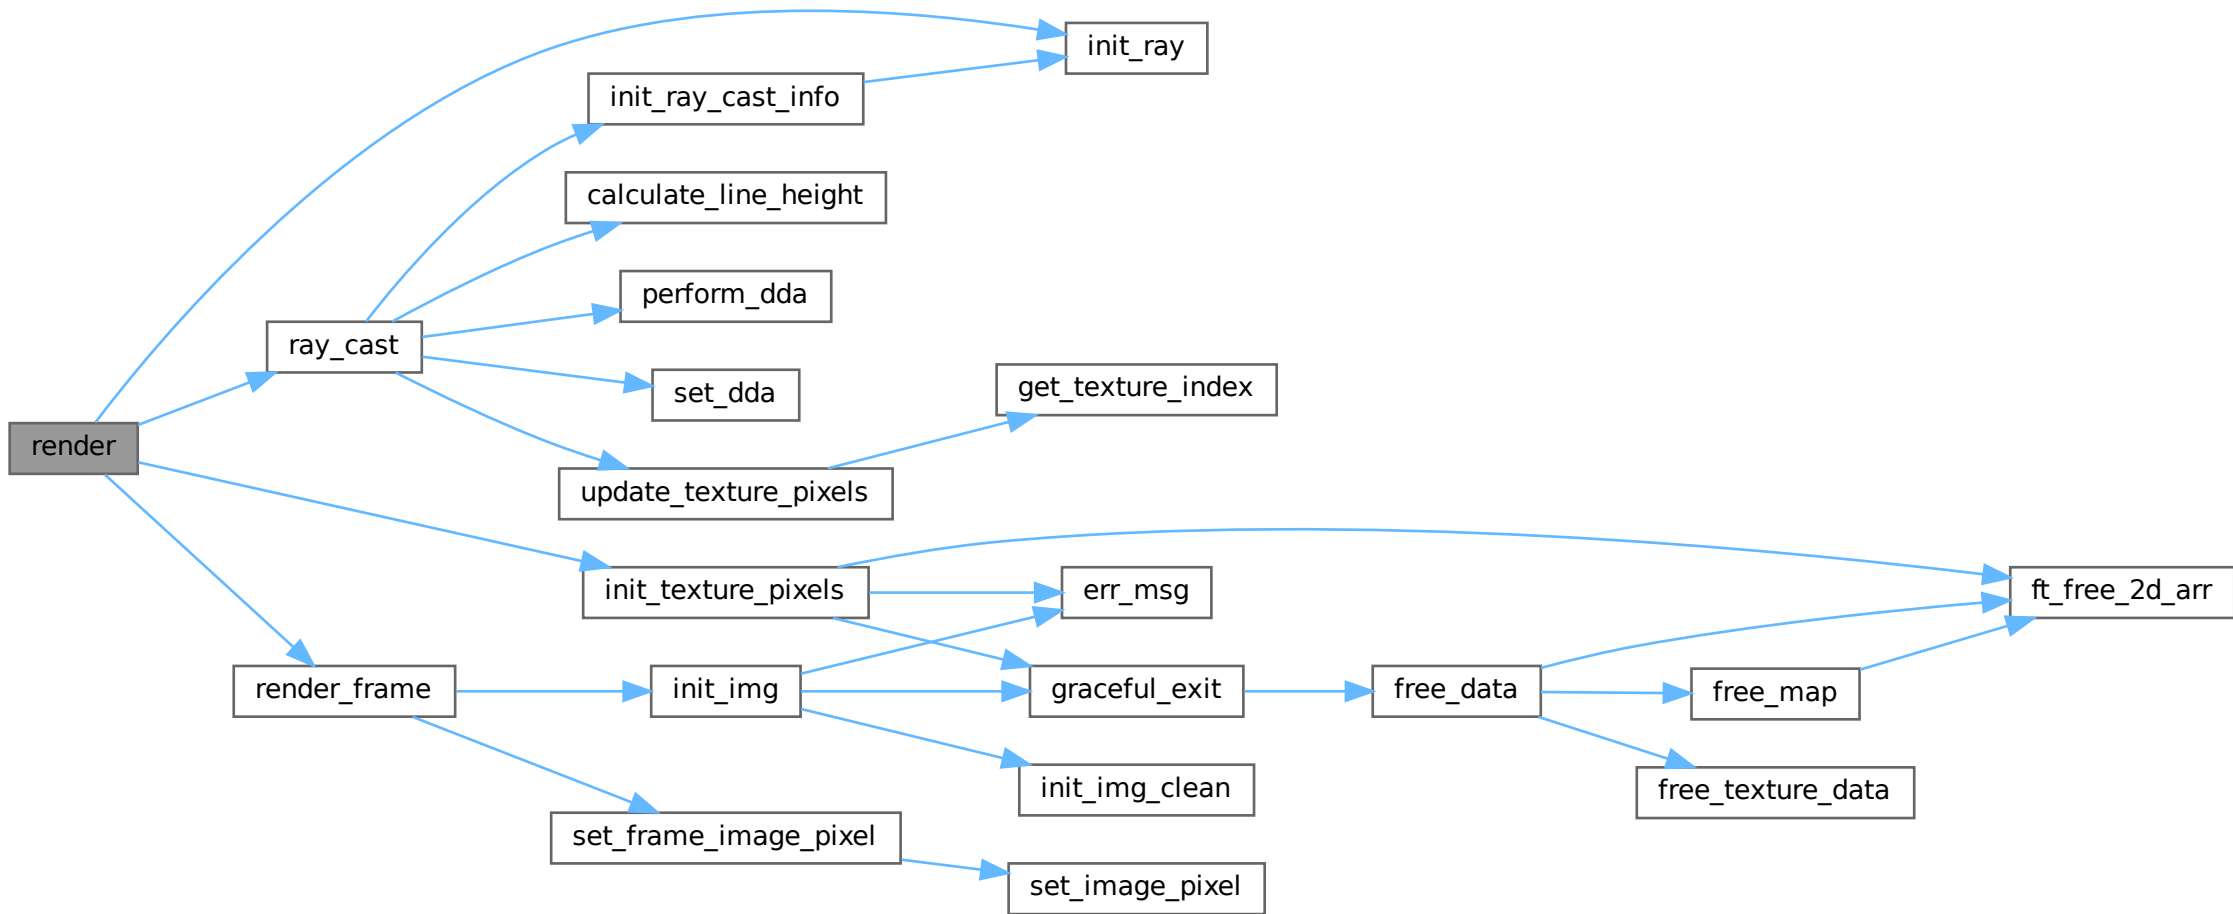 init_ray
init_ray_cast_info
calculate_line_height
perform_dda
ray_cast
set_dda
get_texture_index
render
update_texture_pixels
init_texture_pixels
err_msg
ft_free_2d_arr
render_frame
init_img
graceful_exit
free_data
free_map
init_img_clean
free_texture_data
set_frame_image_pixel
set_image_pixel